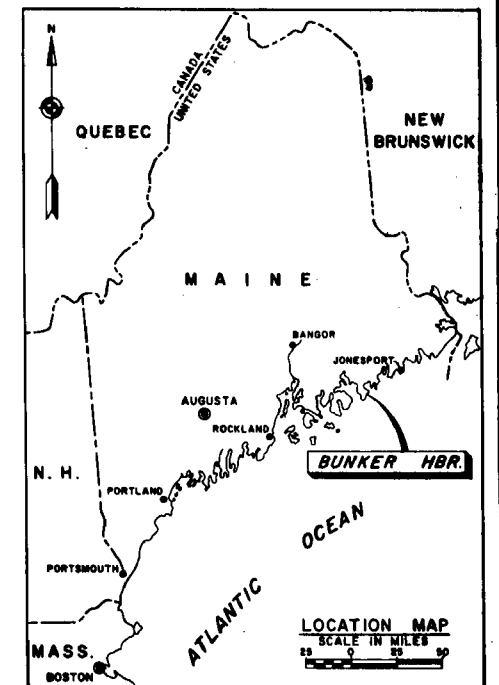 N
CANADA
UNITED STATES
QUEBEC
NEW
BRUNSWICK
MAINE
BANGOR
JONESPORT
AUGUSTA
ROCKLAND
BUNKER HBR.
N. H.
PORTLAND
OCEAN
ATLANTIC
PORTSMOUTH
LOCATION MAP
SCALE IN MILES
25 0 25 50
MASS.
BOSTON